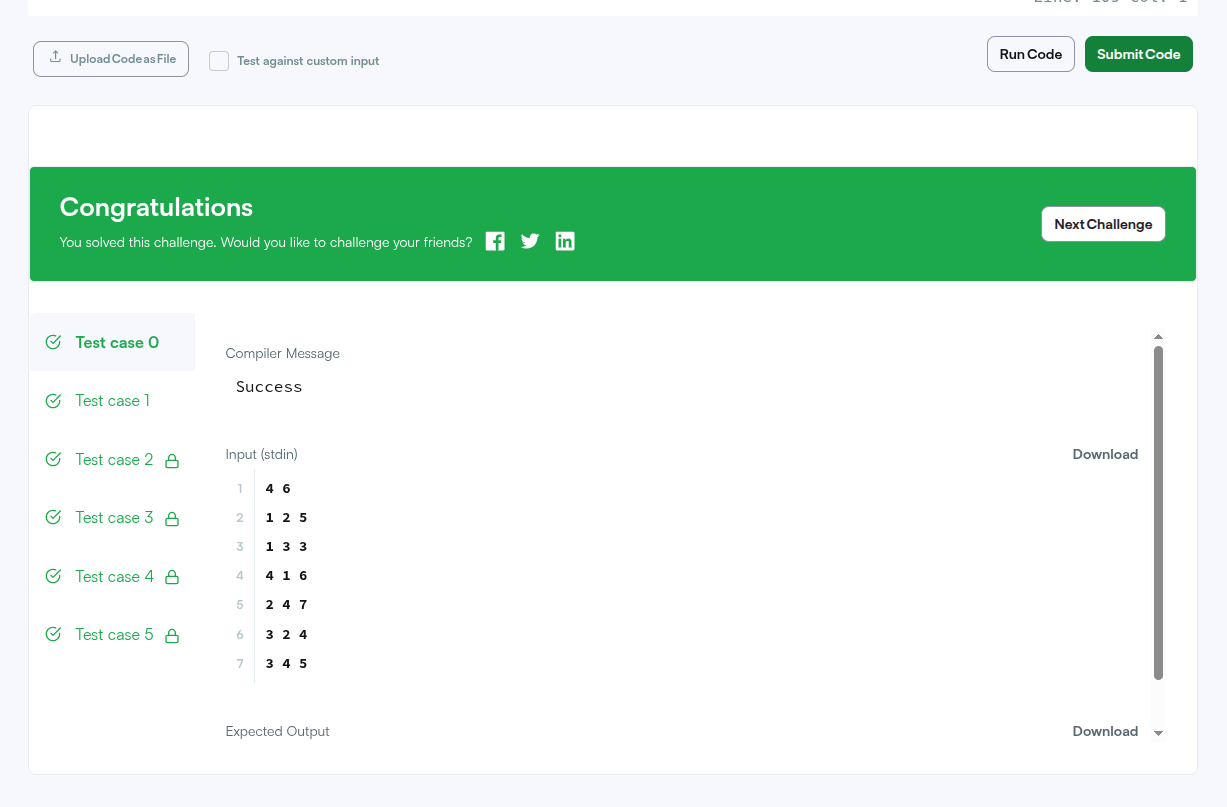 Upload Code as File
Test against custom input
Run Code
Submit Code
Congratulations
You solved this challenge. Would you like to challenge your friends?
Next Challenge
Test case 0
Test case 1
Test case 2
Test case 3
Test case 4
Test case 5
Compiler Message
Success
Input (stdin)
Download
1 4 6
2 1 2 5
3 1 3 3
4 4 1 6
5 2 4 7
6 3 2 4
7 3 4 5
Expected Output
Download